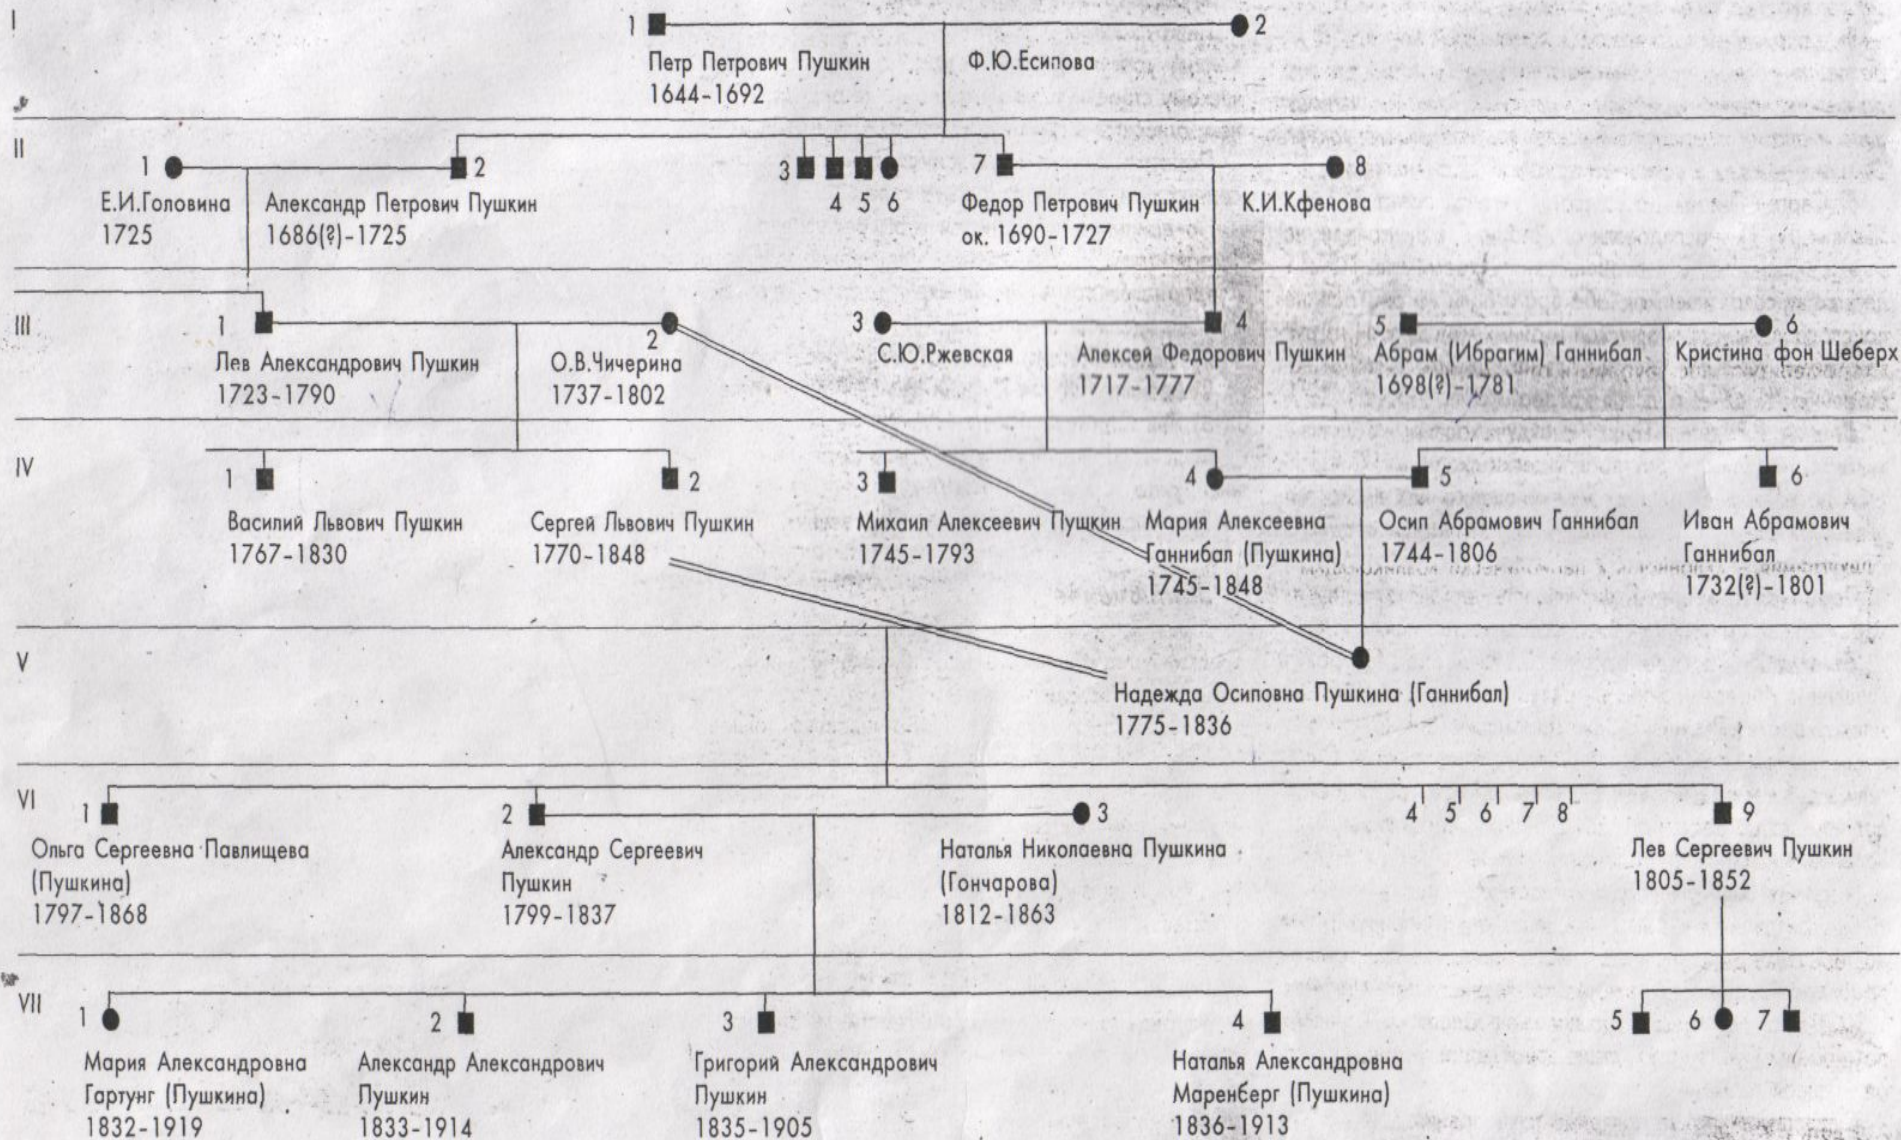 I
1 2
Петр Петрович Пушкин Ф.Ю.Есипова
1644-1692
II
1 2 3 4 5 6 7 8
Е.И.Головина Александр Петрович Пушкин Федор Петрович Пушкин К.И.Кфенова
1725 1686(?)-1725 ок. 1690-1727
III
1 2 3 4 5 6
Лев Александрович Пушкин О.В.Чичерина С.Ю.Ржевская Алексей Федорович Пушкин Абрам (Ибрагим) Ганнибал Кристина фон Шеберх
1723-1790 1737-1802 1717-1777 1698(?)-1781
IV
1 2 3 4 5 6
Василий Львович Пушкин Сергей Львович Пушкин Михаил Алексеевич Пушкин Мария Алексеевна Осип Абрамович Ганнибал Иван Абрамович
1767-1830 1770-1848 1745-1793 Ганнибал (Пушкина) 1744-1806 Ганнибал
1745-1848 1732(?)-1801
V
Надежда Осиповна Пушкина (Ганнибал)
1775-1836
VI
1 2 3 4 5 6 7 8 9
Ольга Сергеевна Павлищева Александр Сергеевич Наталья Николаевна Пушкина Лев Сергеевич Пушкин
(Пушкина) Пушкин (Гончарова) 1805-1852
1797-1868 1799-1837 1812-1863
VII
1 2 3 4 5 6 7
Мария Александровна Александр Александрович Григорий Александрович Наталья Александровна
Гартунг (Пушкина) Пушкин Пушкин Маренберг (Пушкина)
1832-1919 1833-1914 1835-1905 1836-1913